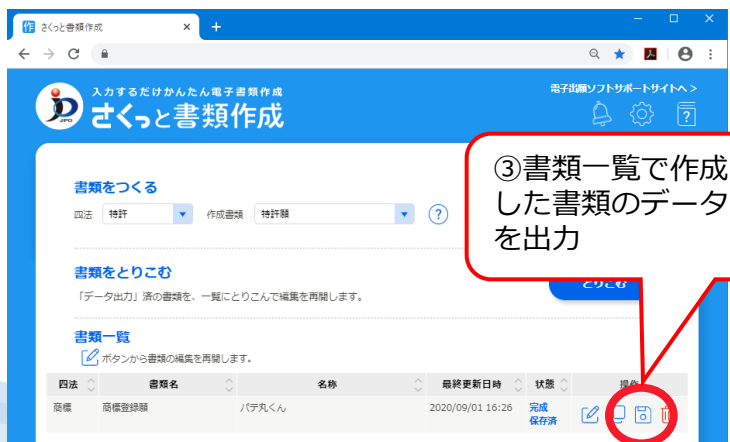 作 さくっと書類作成
入力するだけかんたん電子書類作成
さくっと書類作成
JPO
電子出願ソフトサポートサイトへ >
書類をつくる
四法 特許 作成書類 特許願 ?
書類をとりこむ
「データ出力」済の書類を、一覧にとりこんで編集を再開します。
とりこむ
③書類一覧で作成
した書類のデータ
を出力
書類一覧
ボタンから書類の編集を再開します。
四法 書類名 名称 最終更新日時 状態 操作
商標 商標登録願 パテ丸くん 2020/09/01 16:26 完成
保存済